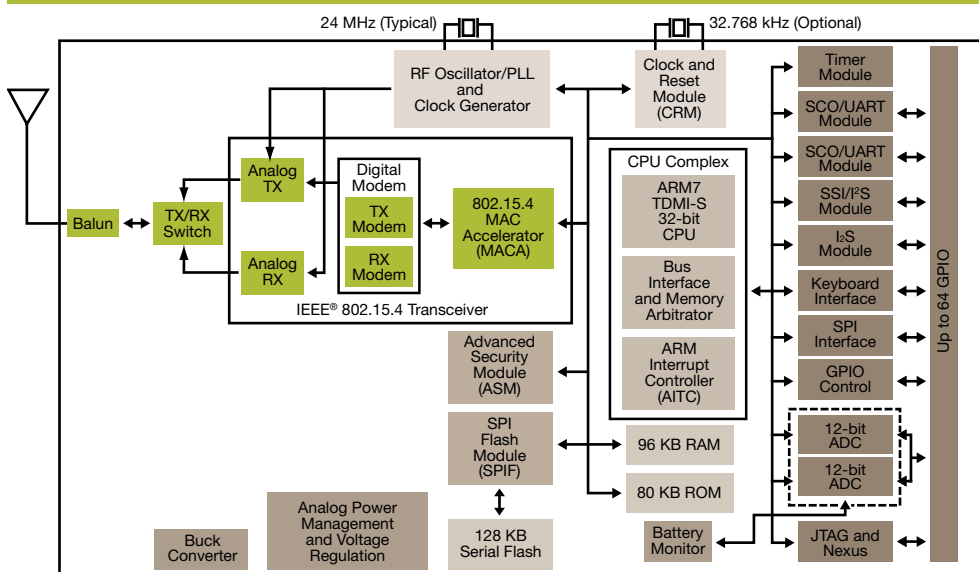 24 MHz (Typical)
32.768 kHz (Optional)
RF Oscillator/PLL
and
Clock Generator
Clock and
Reset
Module
(CRM)
Timer
Module
SCO/UART
Module
SCO/UART
Module
SSI/I²S
Module
I₂S
Module
Keyboard
Interface
SPI
Interface
GPIO
Control
12-bit
ADC
12-bit
ADC
JTAG and
Nexus
Up to 64 GPIO
CPU Complex
ARM7
TDMI-S
32-bit
CPU
Bus
Interface
and Memory
Arbitrator
ARM
Interrupt
Controller
(AITC)
Balun
TX/RX
Switch
Analog
TX
Analog
RX
Digital
Modem
TX
Modem
RX
Modem
802.15.4
MAC
Accelerator
(MACA)
IEEE® 802.15.4 Transceiver
Advanced
Security
Module
(ASM)
SPI
Flash
Module
(SPIF)
96 KB RAM
80 KB ROM
128 KB
Serial Flash
Battery
Monitor
Buck
Converter
Analog Power
Management
and Voltage
Regulation